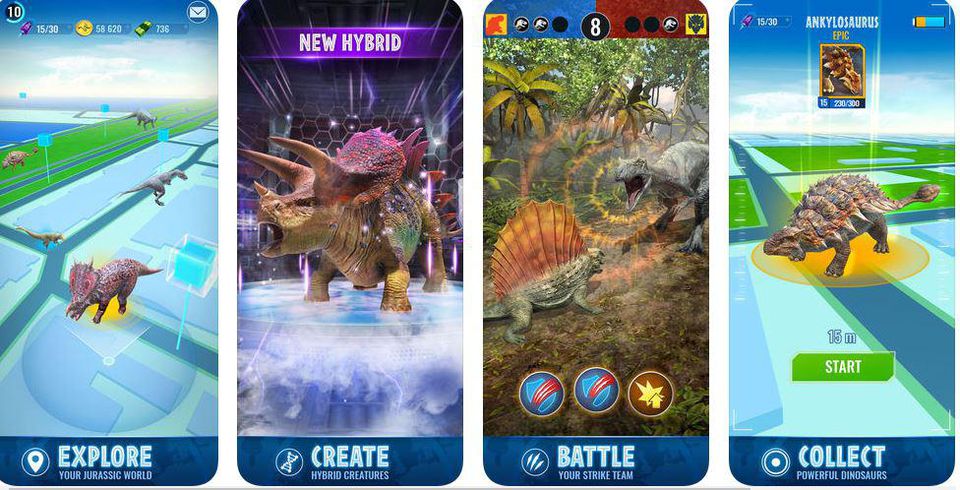 10
15/30
58 620
736
EXPLORE
YOUR JURASSIC WORLD
NEW HYBRID
CREATE
HYBRID CREATURES
8
BATTLE
YOUR STRIKE TEAM
15/30
ANKYLOSAURUS
EPIC
15 230/300
15 m
START
COLLECT
POWERFUL DINOSAURS